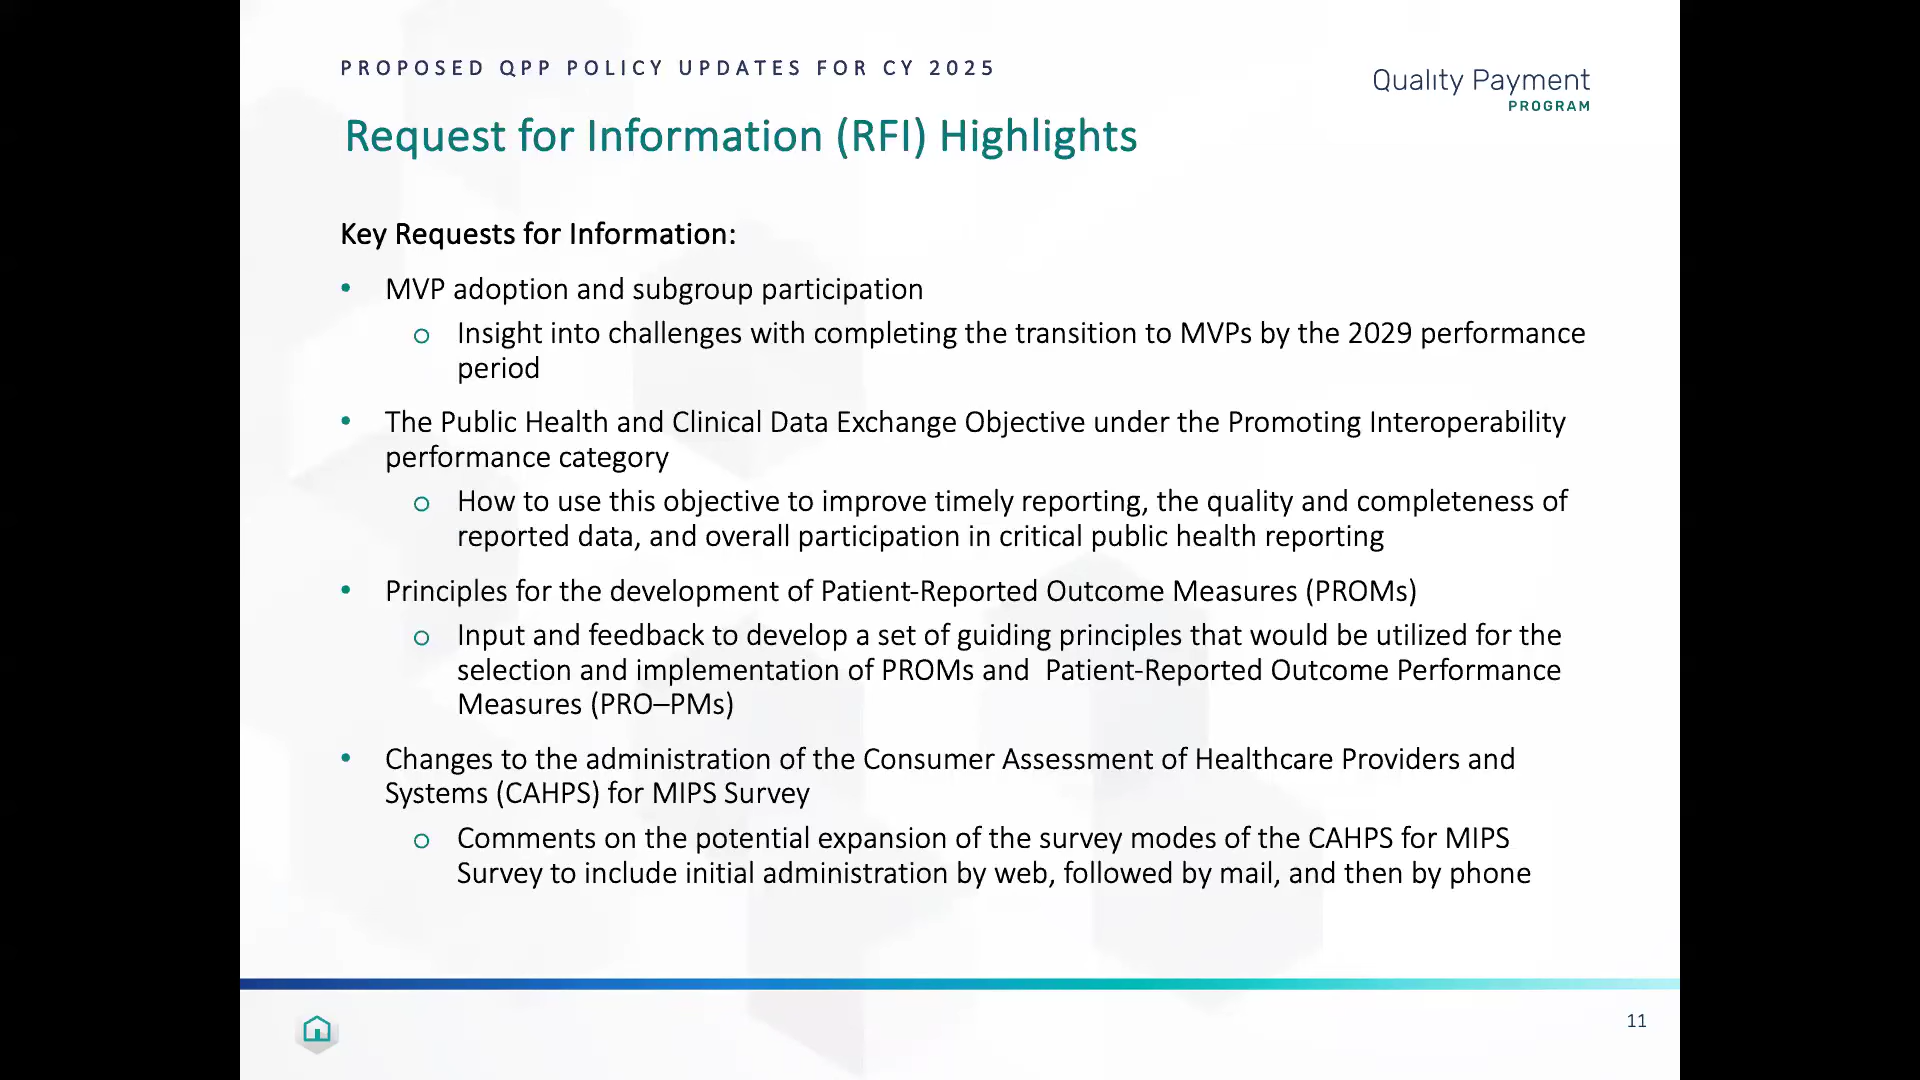 PROPOSED QPP POLICY UPDATES FOR CY 2025
Quality Payment
PROGRAM
Request for Information (RFI) Highlights
Key Requests for Information:
• MVP adoption and subgroup participation
o Insight into challenges with completing the transition to MVPs by the 2029 performance
period
• The Public Health and Clinical Data Exchange Objective under the Promoting Interoperability
performance category
o How to use this objective to improve timely reporting, the quality and completeness of
reported data, and overall participation in critical public health reporting
• Principles for the development of Patient-Reported Outcome Measures (PROMs)
o Input and feedback to develop a set of guiding principles that would be utilized for the
selection and implementation of PROMs and  Patient-Reported Outcome Performance
Measures (PRO–PMs)
• Changes to the administration of the Consumer Assessment of Healthcare Providers and
Systems (CAHPS) for MIPS Survey
o Comments on the potential expansion of the survey modes of the CAHPS for MIPS
Survey to include initial administration by web, followed by mail, and then by phone
11